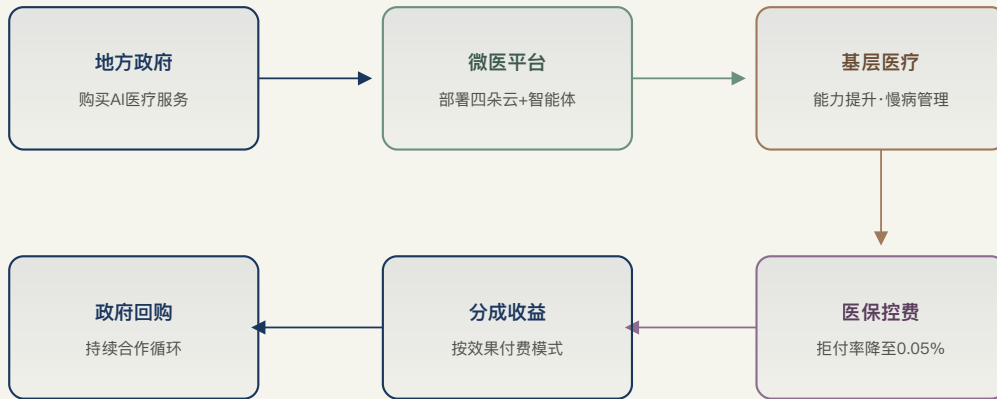 地方政府
购买AI医疗服务
微医平台
部署四朵云+智能体
基层医疗
能力提升·慢病管理
政府回购
持续合作循环
分成收益
按效果付费模式
医保控费
拒付率降至0.05%